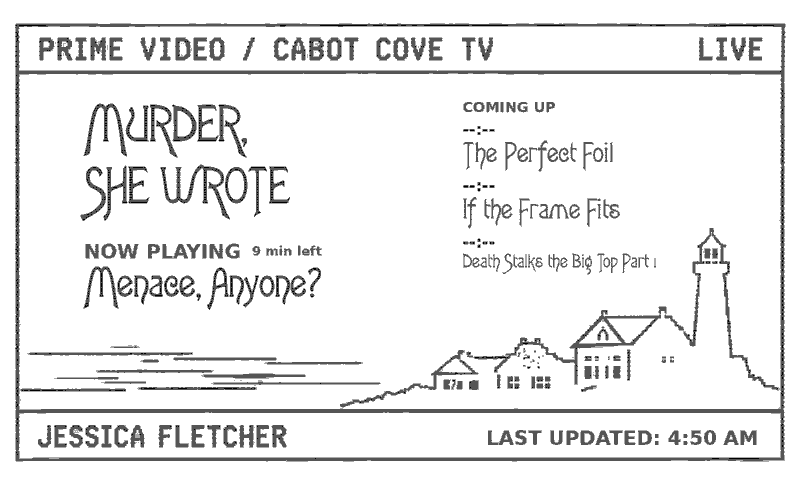 PRIME VIDEO / CABOT COVE TV
LIVE
MURDER,
SHE WROTE
NOW PLAYING 9 min left
Menace, Anyone?
COMING UP
--:--
The Perfect Foil
--:--
If the Frame Fits
--:--
Death Stalks the Big Top Part 1
JESSICA FLETCHER
LAST UPDATED: 4:50 AM